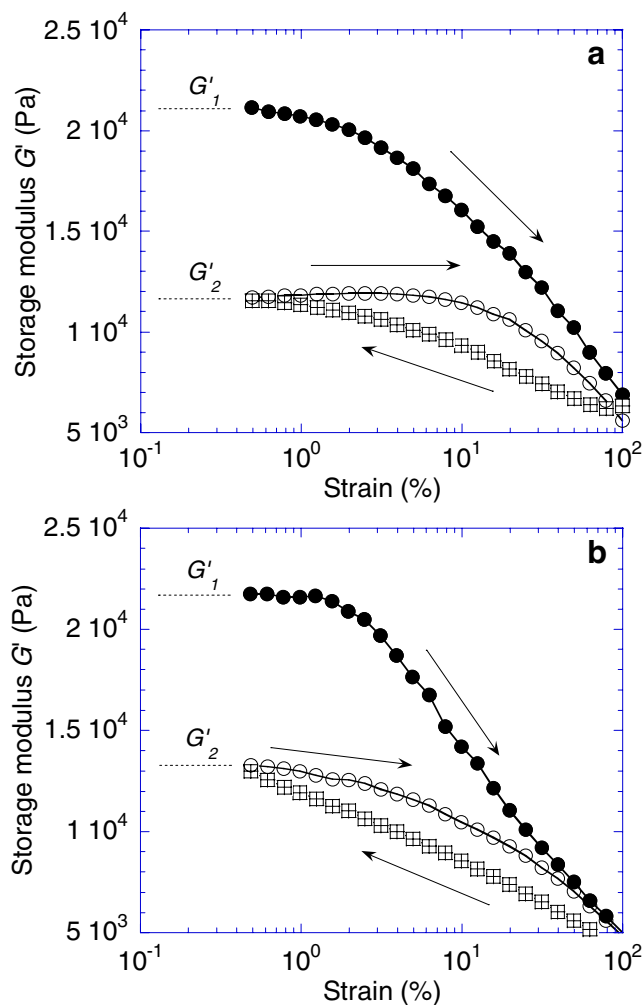 2.5 10⁴
a
G'₁
2 10⁴
1.5 10⁴
G'₂
1 10⁴
5 10³
Storage modulus G' (Pa)
10⁻¹ 10⁰ 10¹ 10²
Strain (%)
2.5 10⁴
b
G'₁
2 10⁴
1.5 10⁴
G'₂
1 10⁴
5 10³
Storage modulus G' (Pa)
10⁻¹ 10⁰ 10¹ 10²
Strain (%)